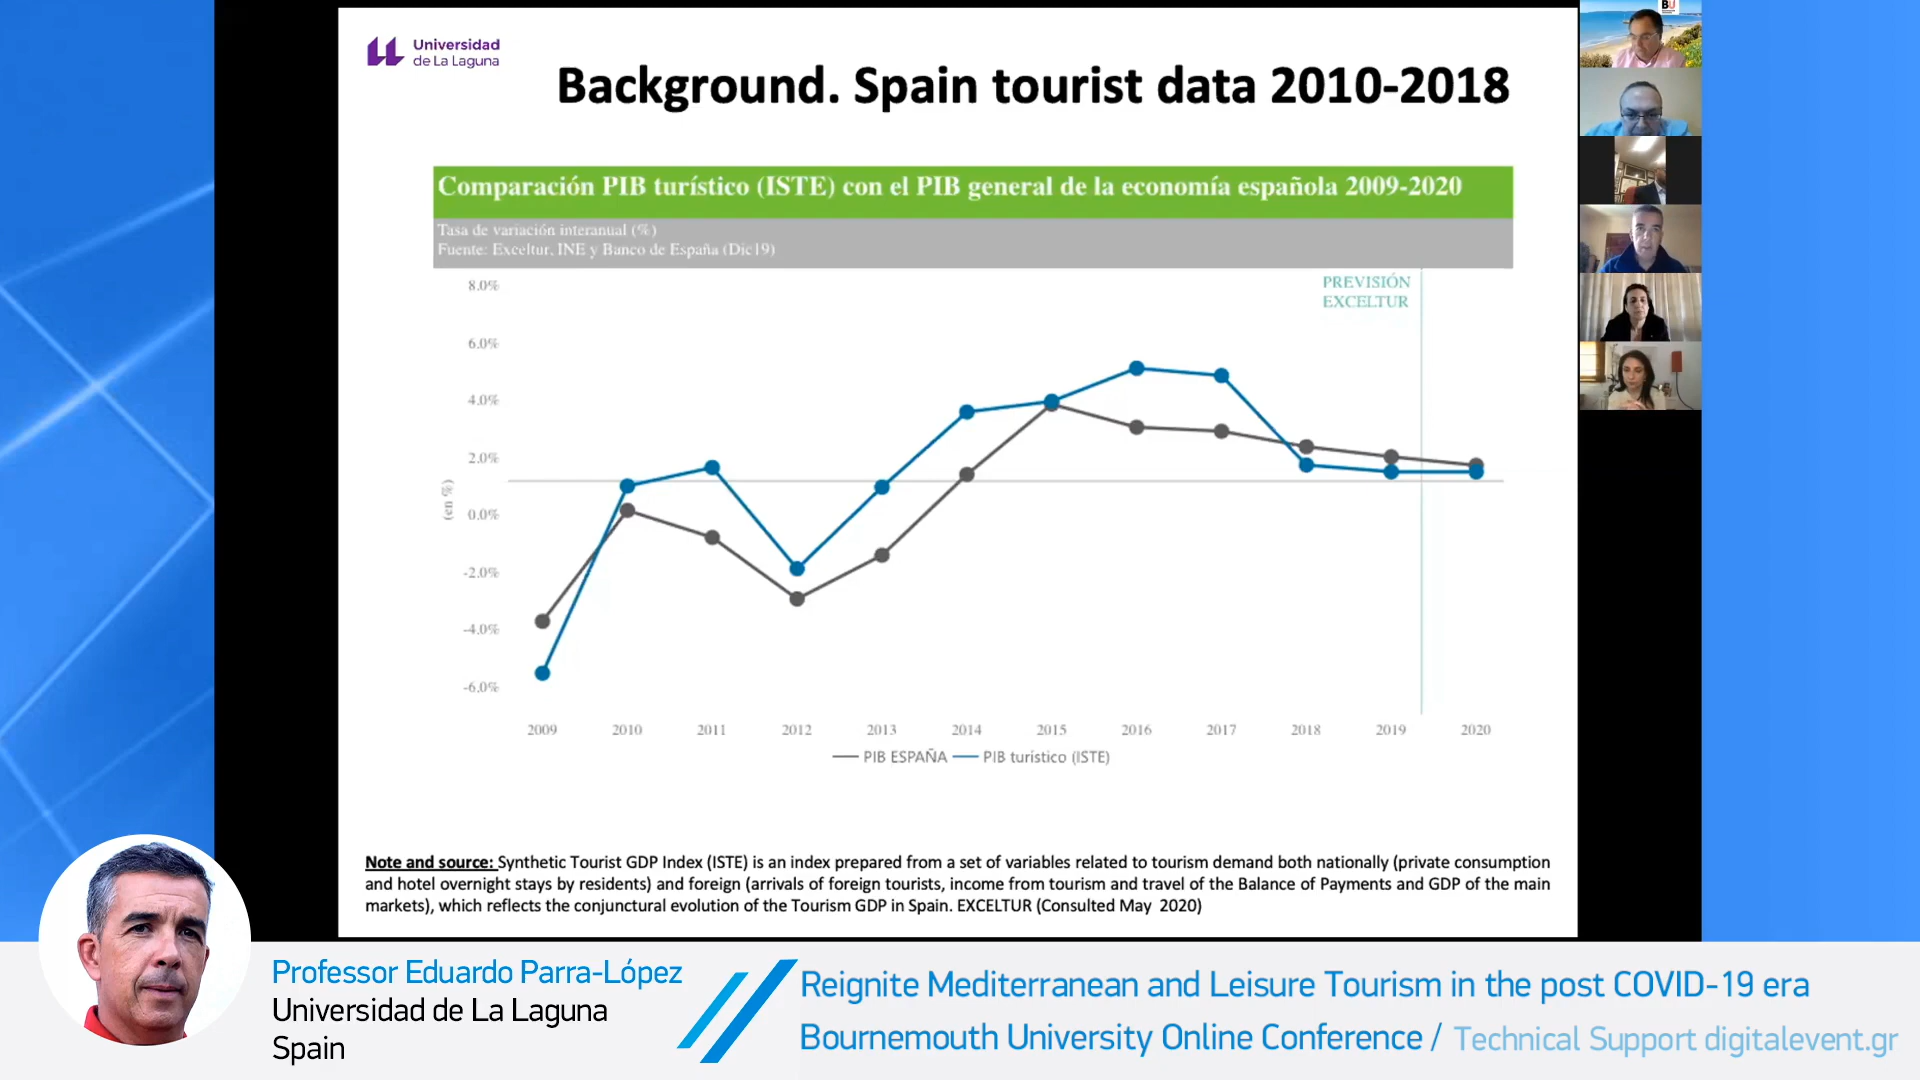 Universidad
de La Laguna
BU
Background. Spain tourist data 2010-2018
Comparación PIB turístico (ISTE) con el PIB general de la economía española 2009-2020
Tasa de variación interanual (%)
Fuente: Exceltur, INE y Banco de España (Dic19)
PREVISIÓN
EXCELTUR
8.0%
6.0%
4.0%
2.0%
0.0%
-2.0%
-4.0%
-6.0%
(en %)
2009 2010 2011 2012 2013 2014 2015 2016 2017 2018 2019 2020
PIB ESPAÑA PIB turístico (ISTE)
Note and source: Synthetic Tourist GDP Index (ISTE) is an index prepared from a set of variables related to tourism demand both nationally (private consumption
and hotel overnight stays by residents) and foreign (arrivals of foreign tourists, income from tourism and travel of the Balance of Payments and GDP of the main
markets), which reflects the conjunctural evolution of the Tourism GDP in Spain. EXCELTUR (Consulted May 2020)
Professor Eduardo Parra-López
Universidad de La Laguna
Spain
Reignite Mediterranean and Leisure Tourism in the post COVID-19 era
Bournemouth University Online Conference / Technical Support digitalevent.gr